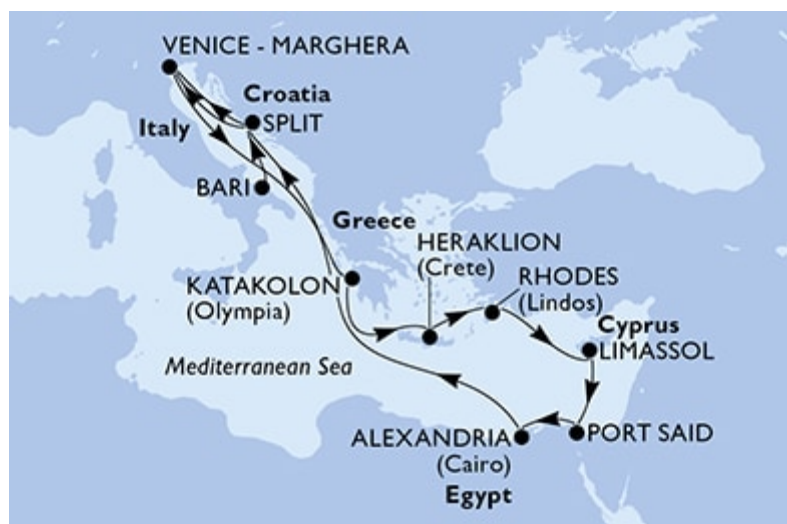 VENICE - MARGHERA
Croatia
Italy
SPLIT
BARI
Greece
HERAKLION
(Crete)
KATAKOLON
(Olympia)
RHODES
(Lindos)
Cyprus
LIMASSOL
Mediterranean Sea
ALEXANDRIA
(Cairo)
PORT SAID
Egypt